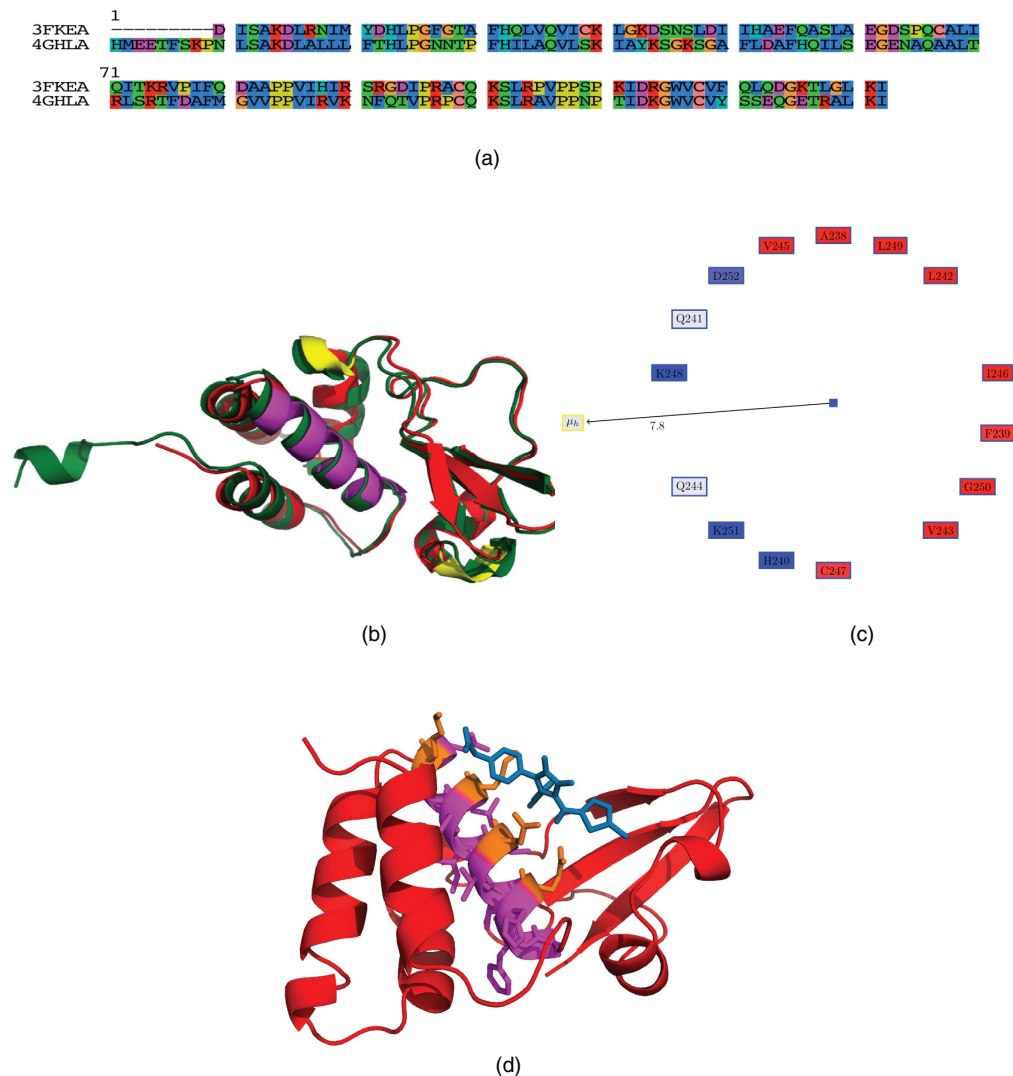 1
3FKEA ---------D ISAKDLRNIM YDHLPGFGTA FHQLVQVICK LGKDSNSLDI IHAEFQASLA EGDSPQCALI
4GHLA HMEETFSKPN LSAKDLALLL FTHLPGNNTP FHILAQVLSK IAYKSGKSGA FLDAFHQILS EGENAQAALT
71
3FKEA QITKRVPIFQ DAAPPVIHIR SRGDIPRACQ KSLRPVPPSP KIDRGWVCVF QLQDGKTLGL KI
4GHLA RLSRTFDAFM GVVPPVIRVK NFQTVPRPCQ KSLRAVPPNP TIDRGWVCVY SSEQGETRAL KI
(a)
A238
V245
L249
D252
L242
Q241
K248
I246
μh
7.8
F239
Q244
G250
K251
V243
H240
C247
(b)
(c)
(d)